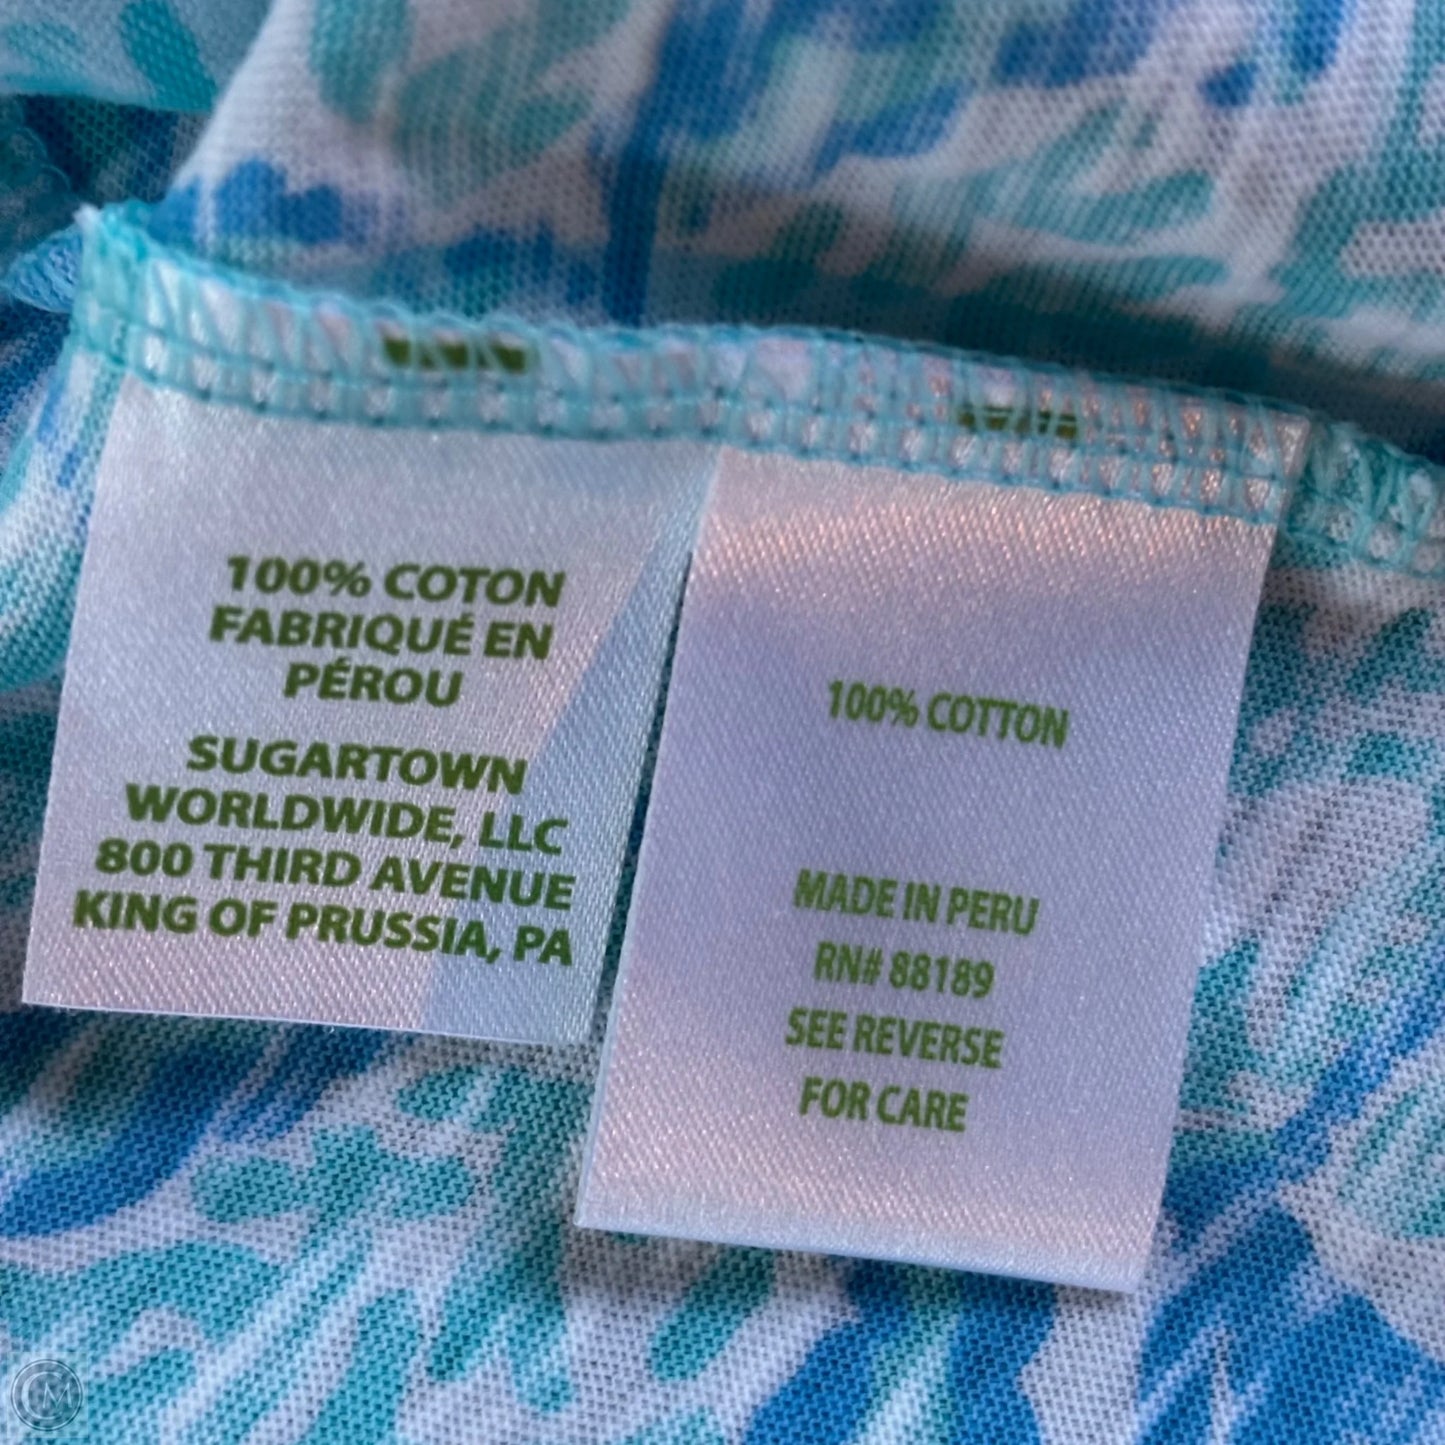 100% COTON
FABRIQUÉ EN
PÉROU
SUGARTOWN
WORLDWIDE, LLC
800 THIRD AVENUE
KING OF PRUSSIA, PA
100% COTTON
MADE IN PERU
RN# 88189
SEE REVERSE
FOR CARE
CM